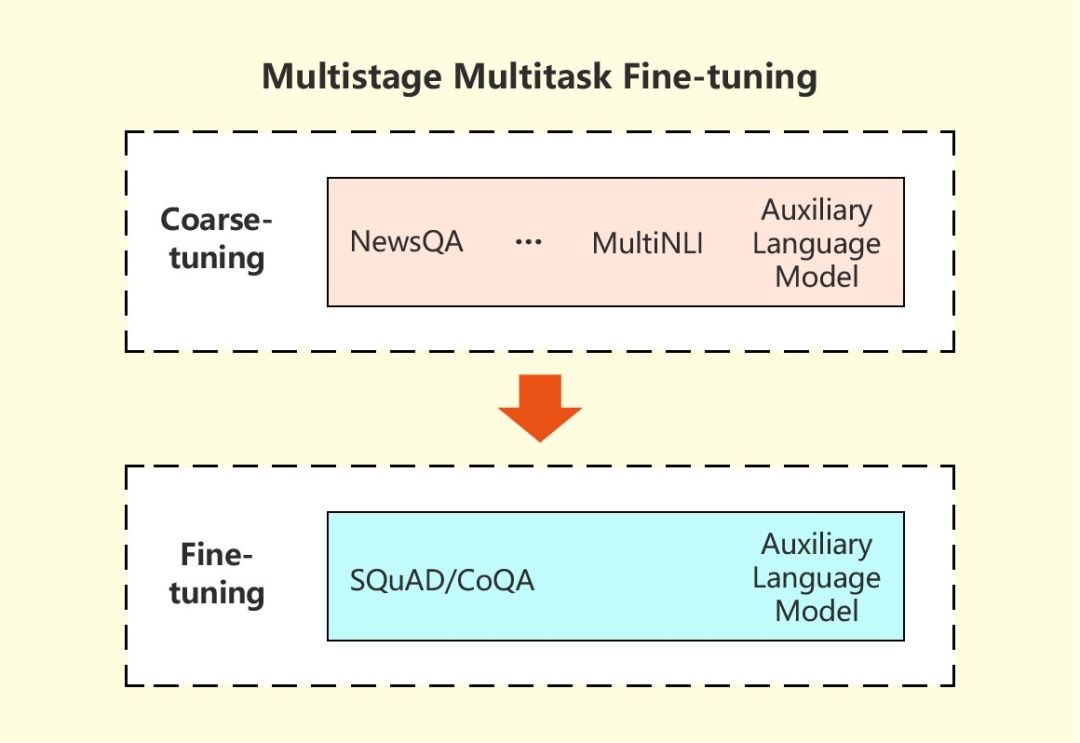 Multistage Multitask Fine-tuning
Coarse-
tuning
NewsQA ... MultiNLI
Auxiliary
Language
Model
Fine-
tuning
SQuAD/CoQA
Auxiliary
Language
Model